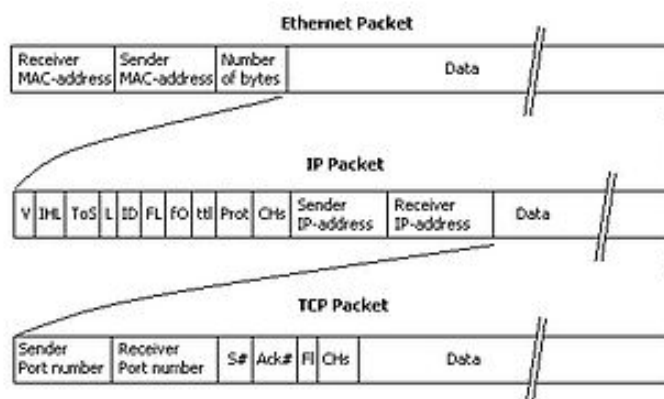 Ethernet Packet
Receiver MAC-address Sender MAC-address Number of bytes Data
IP Packet
V IHL ToS L ID FL fO ttl Prot CHs Sender IP-address Receiver IP-address Data
TCP Packet
Sender Port number Receiver Port number S# Ack# Fl CHs Data